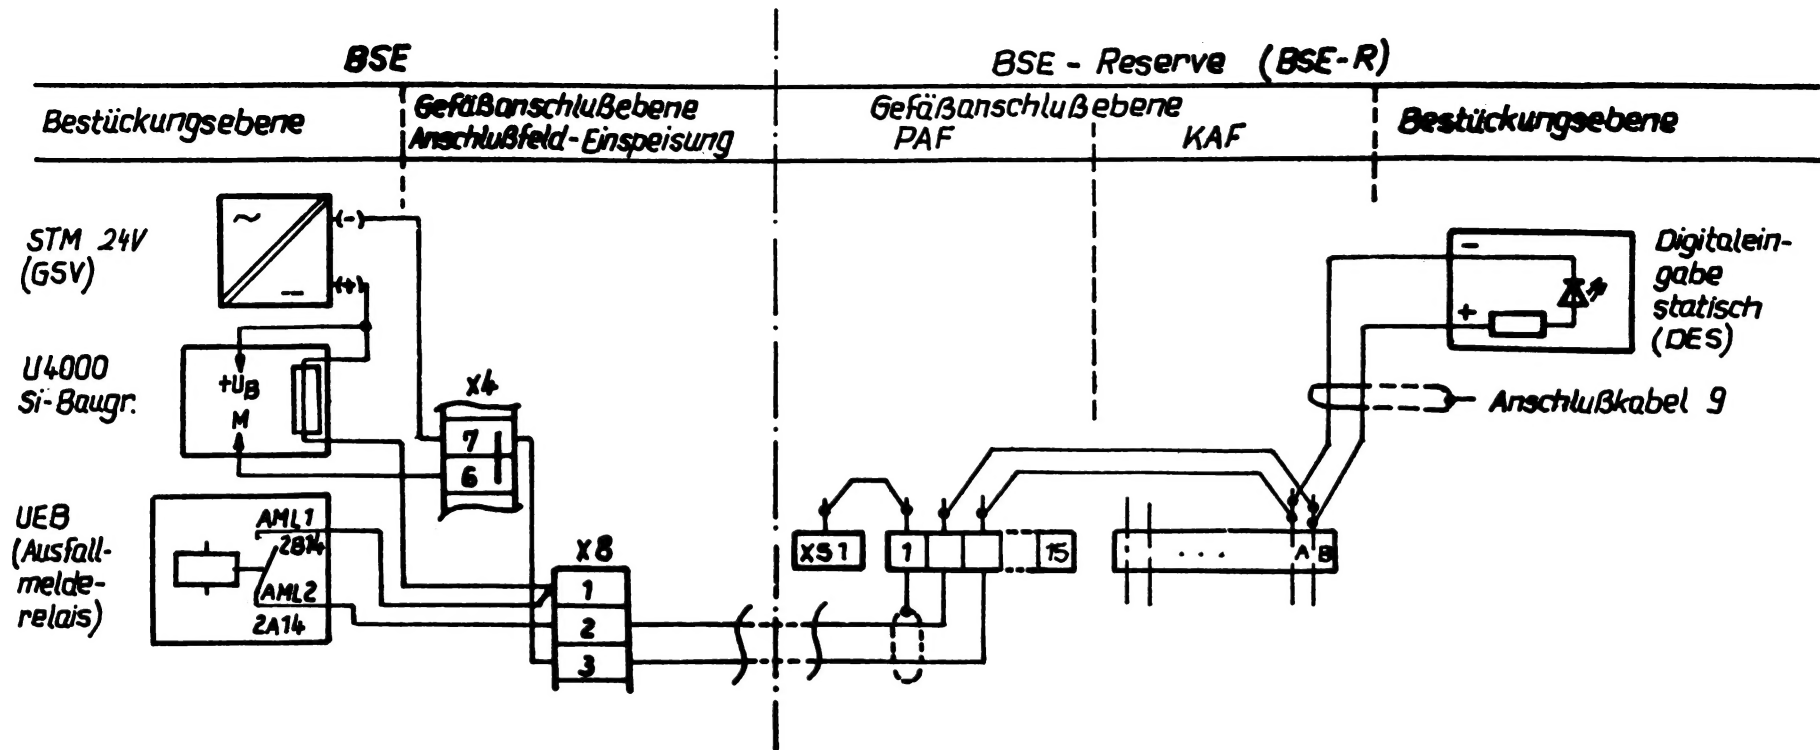 BSE
BSE - Reserve (BSE-R)
Bestückungsebene
Gefäßanschlußebene
Anschlußfeld-Einspeisung
Gefäßanschlußebene
PAF
KAF
Bestückungsebene
STM 24V
(GSV)
~
(-)
(+)
—
U4000
Si-Baugr.
+UB
M
X4
7
6
UEB
(Ausfall-
melde-
relais)
AML1
2B14
AML2
2A14
X8
1
2
3
XS1
1
15
...
A B
−
+
Digitalein-
gabe
statisch
(DES)
Anschlußkabel 9